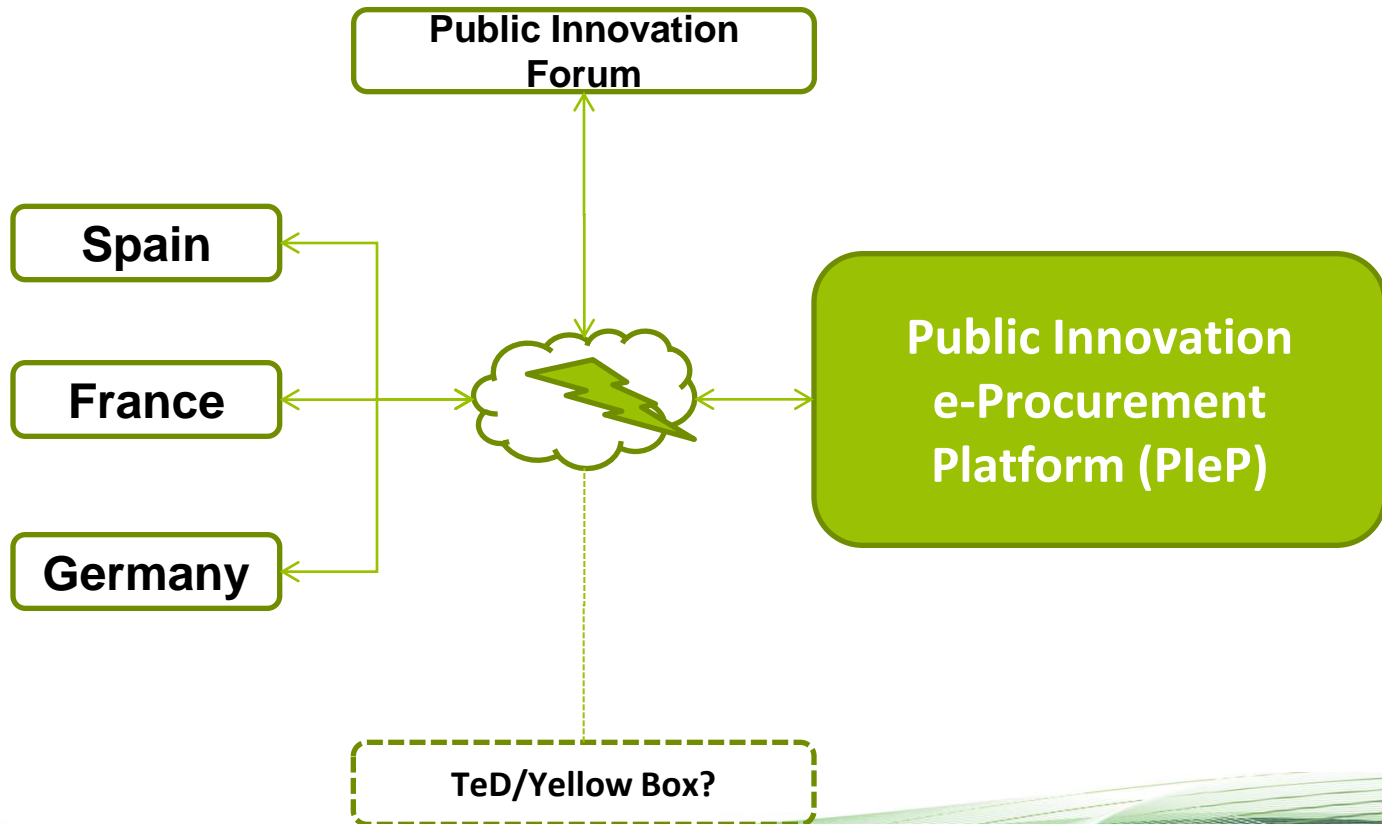 Public Innovation
Forum
Spain
France
Germany
Public Innovation
e-Procurement
Platform (PIeP)
TeD/Yellow Box?